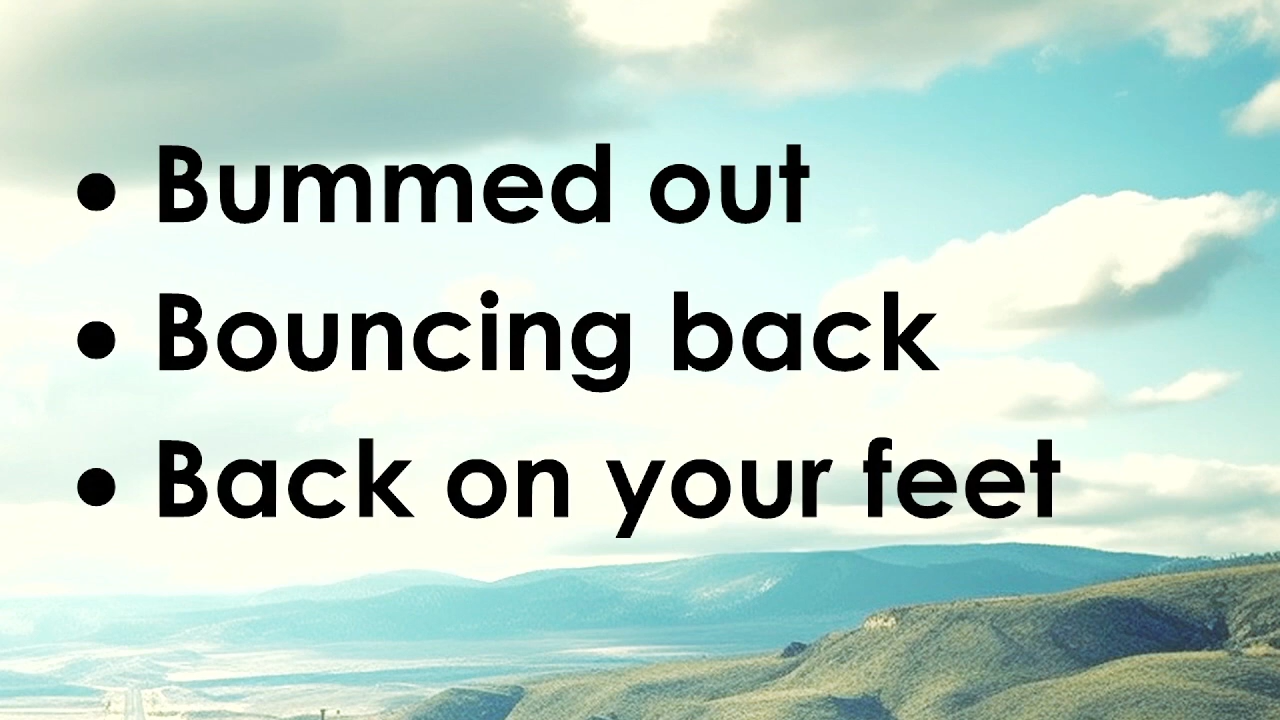 • Bummed out
• Bouncing back
• Back on your feet